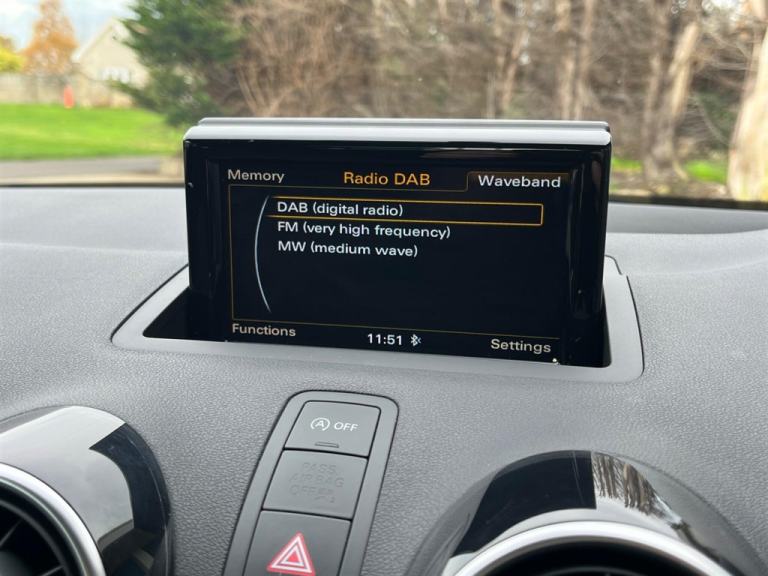 Memory Radio DAB Waveband
DAB (digital radio)
FM (very high frequency)
MW (medium wave)
Functions 11:51 Settings
A OFF
PASS
AIRBAG
OFF